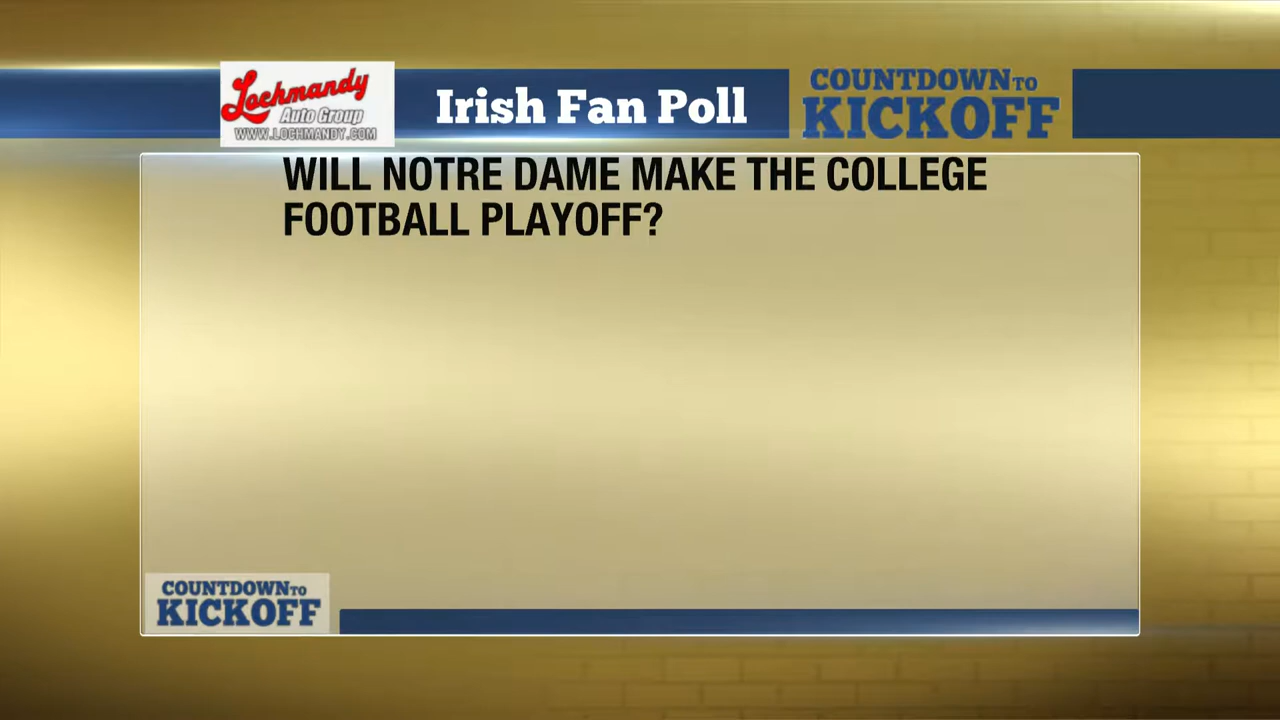 Lochmandy
Auto Group
WWW.LOCHMANDY.COM
Irish Fan Poll
COUNTDOWN TO
KICKOFF
WILL NOTRE DAME MAKE THE COLLEGE
FOOTBALL PLAYOFF?
COUNTDOWN TO
KICKOFF